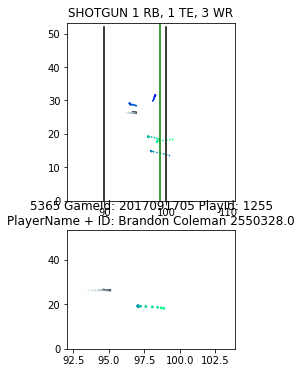 SHOTGUN 1 RB, 1 TE, 3 WR
50
40
30
20
10
0
90 100 110
5365 GameId: 2017091705 PlayId: 1255
PlayerName + ID: Brandon Coleman 2550328.0
40
20
0
92.5 95.0 97.5 100.0 102.5